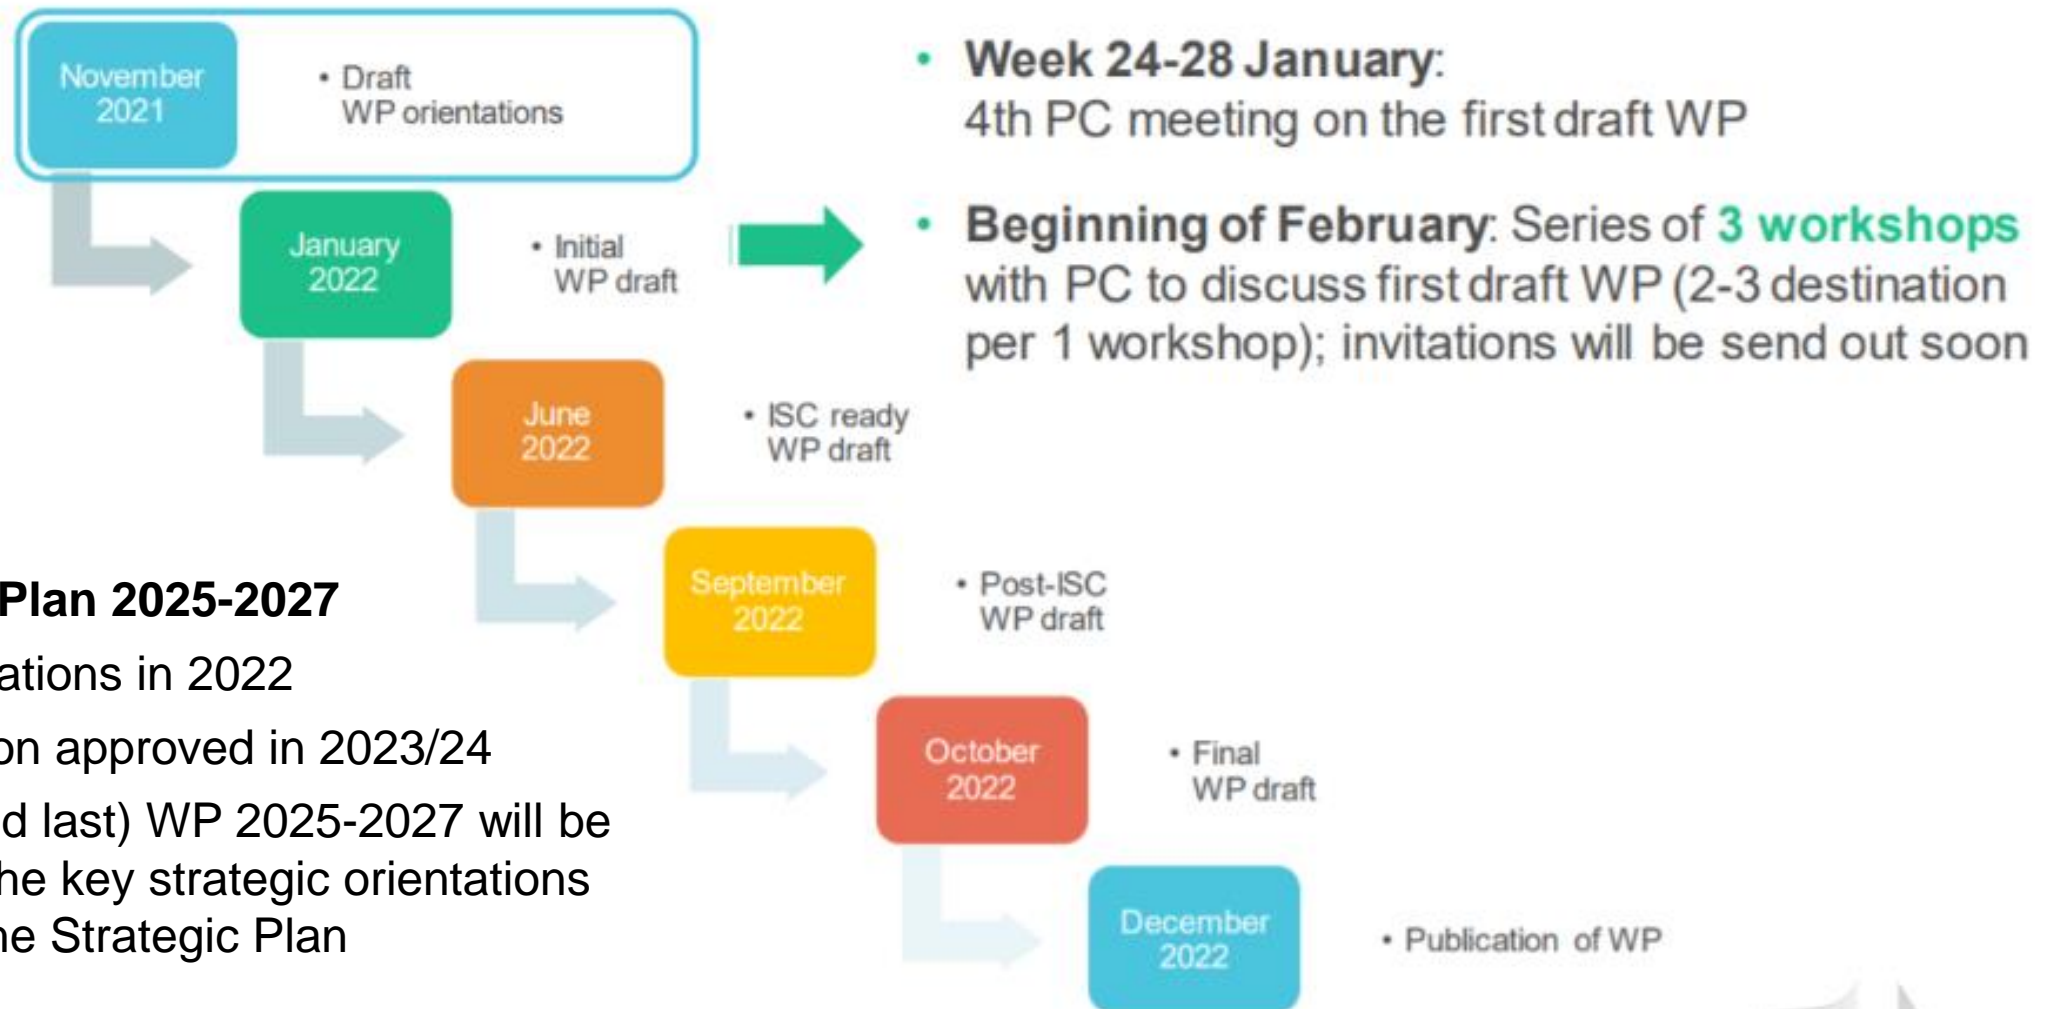 November
2021
• Draft
WP orientations
• Week 24-28 January:
4th PC meeting on the first draft WP
January
2022
• Initial
WP draft
• Beginning of February: Series of 3 workshops
with PC to discuss first draft WP (2-3 destination
per 1 workshop); invitations will be send out soon
June
2022
• ISC ready
WP draft
September
2022
• Post-ISC
WP draft
October
2022
• Final
WP draft
December
2022
• Publication of WP
Plan 2025-2027
ations in 2022
on approved in 2023/24
d last) WP 2025-2027 will be
he key strategic orientations
ne Strategic Plan